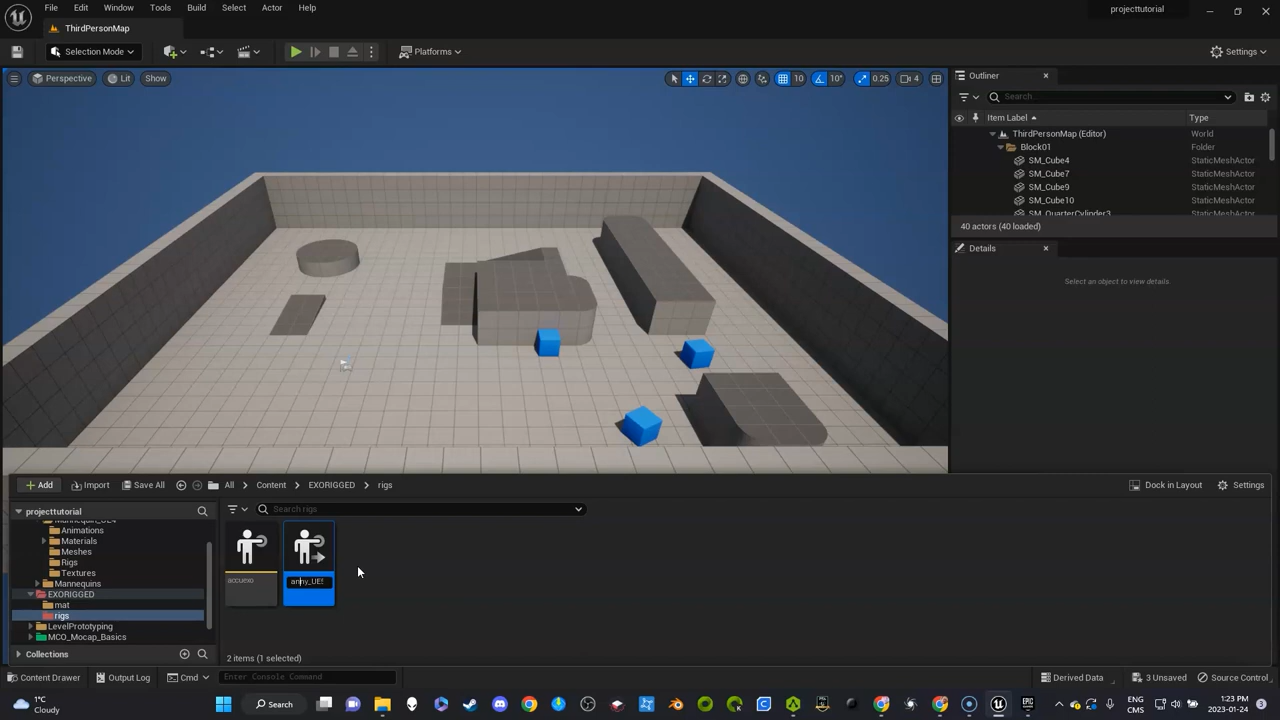 File Edit Window Tools Build Select Actor Help
projecttutorial
ThirdPersonMap
Selection Mode
Platforms
Settings
Perspective
Lit
Show
10
10°
0.25
4
Outliner
Search...
Item Label
Type
ThirdPersonMap (Editor)
World
Block01
Folder
SM_Cube4
StaticMeshActor
SM_Cube7
StaticMeshActor
SM_Cube9
StaticMeshActor
SM_Cube10
StaticMeshActor
SM_QuarterCylinder3
StaticMeshActor
40 actors (40 loaded)
Details
Select an object to view details.
Add
Import
Save All
All
Content
EXORIGGED
rigs
Dock in Layout
Settings
projecttutorial
Search rigs
Mannequin_UE4
Animations
Materials
Meshes
Rigs
Textures
Mannequins
EXORIGGED
mat
rigs
LevelPrototyping
MCO_Mocap_Basics
Collections
accuexo
2 items (1 selected)
Content Drawer
Output Log
Cmd
Enter Console Command
Derived Data
3 Unsaved
Source Control
1°C
Cloudy
Search
ENG
CMS
1:23 PM
2023-01-24